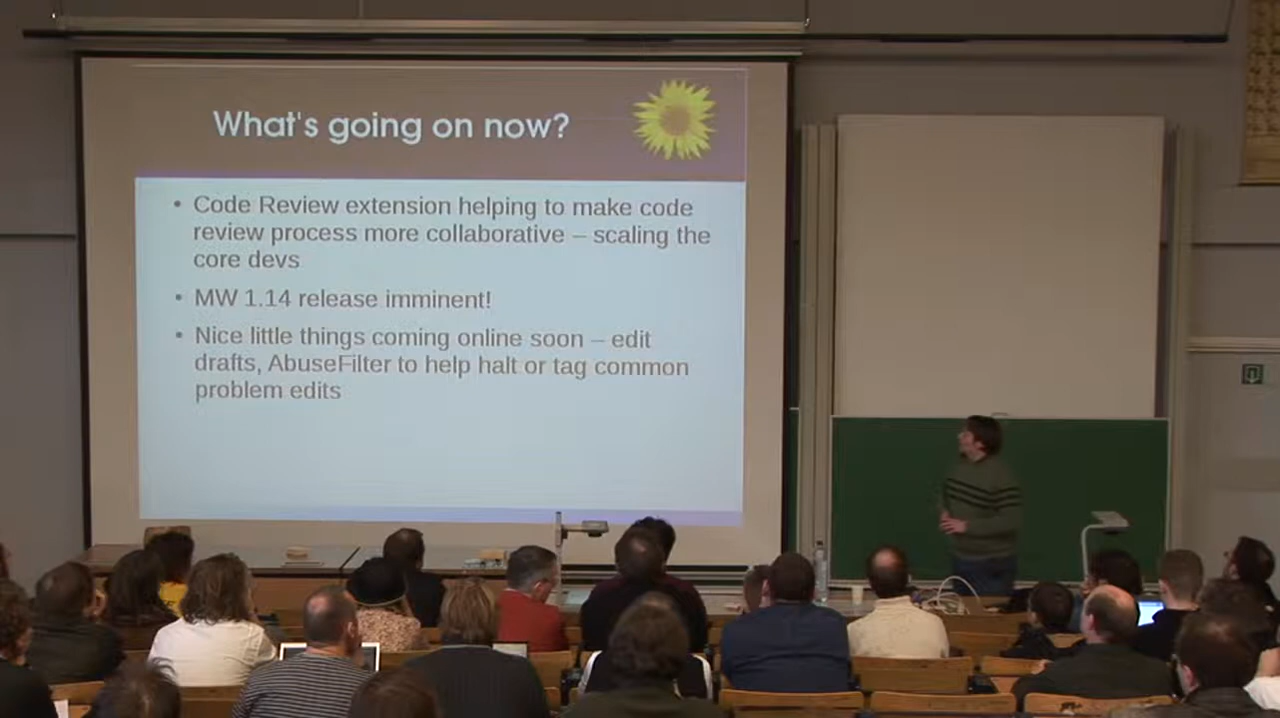 What's going on now?
• Code Review extension helping to make code
review process more collaborative – scaling the
core devs
• MW 1.14 release imminent!
• Nice little things coming online soon – edit
drafts, AbuseFilter to help halt or tag common
problem edits